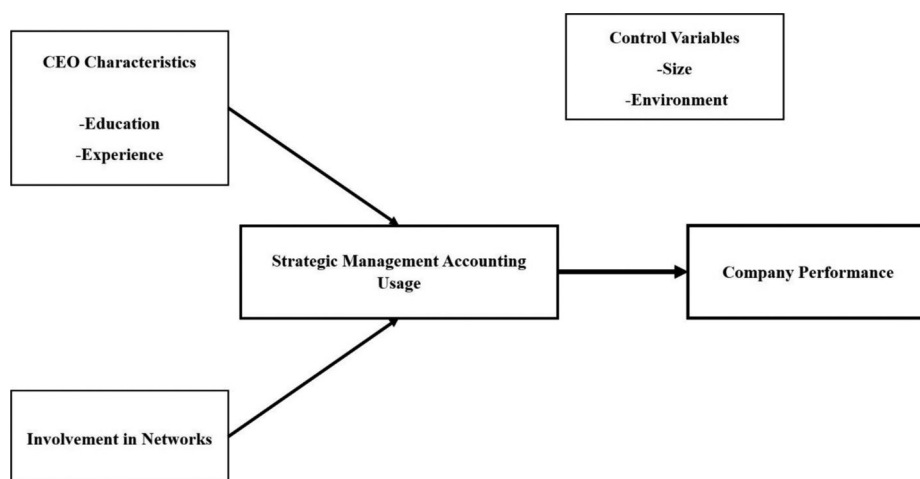 CEO Characteristics
-Education
-Experience
Control Variables
-Size
-Environment
Strategic Management Accounting
Usage
Company Performance
Involvement in Networks